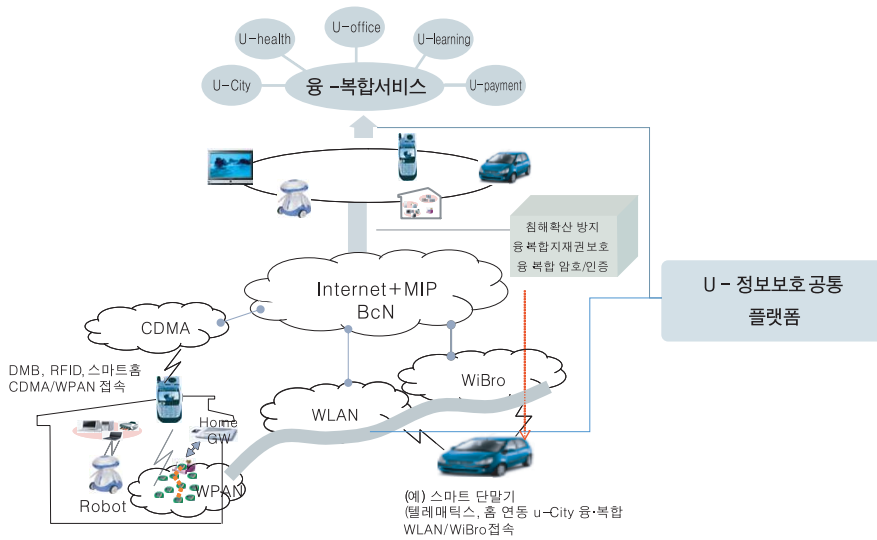 U-office
U-health
U-learning
U-City
융 -복합서비스
U-payment
침해확산 방지
융·복합지재권보호
융·복합 암호/인증
U - 정보보호 공통
플랫폼
Internet+MIP
BcN
CDMA
DMB, RFID, 스마트홈
CDMA/WPAN 접속
WiBro
WLAN
Home
GW
WPAN
Robot
(예) 스마트 단말기
(텔레매틱스, 홈 연동 u-City 융·복합
WLAN/WiBro접속